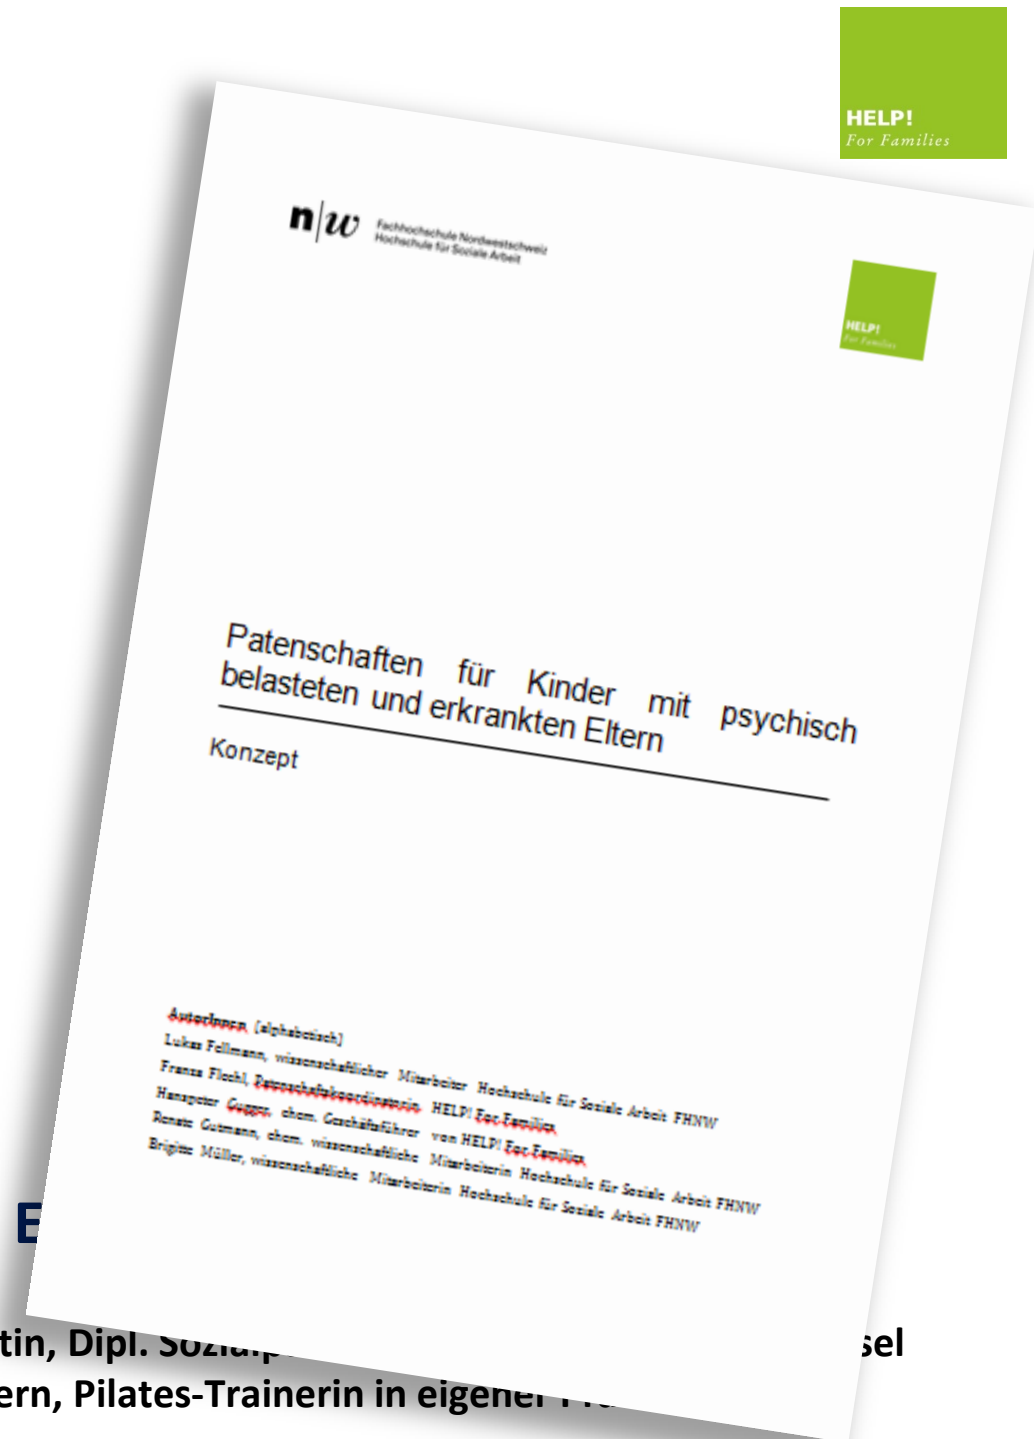 HELP!
For Families
n|w Fachhochschule Nordwestschweiz
Hochschule für Soziale Arbeit
HELP!
For Families
Patenschaften für Kinder mit psychisch
belasteten und erkrankten Eltern
Konzept
AutorInnen [alphabetisch]
Lukas Fellmann, wissenschaftlicher Mitarbeiter Hochschule für Soziale Arbeit FHNW
Franza Flechl, Patenschaftskoordinatorin HELP! For Families
Hanspeter Gugger, ehem. Geschäftsführer von HELP! For Families
Renate Gutmann, ehem. wissenschaftliche Mitarbeiterin Hochschule für Soziale Arbeit FHNW
Brigitte Müller, wissenschaftliche Mitarbeiterin Hochschule für Soziale Arbeit FHNW
E
tin, Dipl. sel
ern, Pilates-Trainerin in eigener